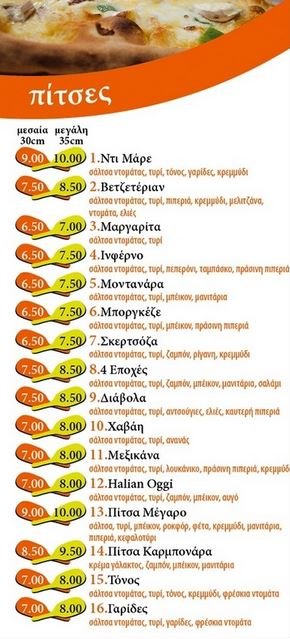 πίτσες
μεσαία μεγάλη
30cm 35cm
9.00 10.00 1.Ντι Μάρε
σάλτσα ντομάτας, τυρί, τόνος, γαρίδες, κρεμμύδι
7.50 8.50 2.Βετζετέριαν
σάλτσα ντομάτας, τυρί, πιπεριά, κρεμμύδι, μελιτζάνα,
ντομάτα, ελιές
6.50 7.00 3.Μαργαρίτα
σάλτσα ντομάτας, τυρί
6.50 7.50 4.Ινφέρνο
σάλτσα ντομάτας, τυρί, πεπερόνι, ταμπάσκο, πράσινη πιπεριά
6.50 7.50 5.Μοντανάρα
σάλτσα ντομάτας, τυρί, μπέικον, μανιτάρια
6.50 7.50 6.Μποργκέζε
σάλτσα ντομάτας, τυρί, μπέικον, πράσινη πιπεριά
6.50 7.50 7.Σκερτσόζα
σάλτσα ντομάτας, τυρί, ζαμπόν, ρίγανη, κρεμμύδι
7.50 8.50 8.4 Εποχές
σάλτσα ντομάτας, τυρί, ζαμπόν, μπέικον, μανιτάρια, σαλάμι
7.50 8.50 9.Διάβολα
σάλτσα ντομάτας, τυρί, αντσούγιες, ελιές, καυτερή πιπεριά
7.00 8.00 10.Χαβάη
σάλτσα ντομάτας, τυρί, ανανάς
7.00 8.00 11.Μεξικάνα
σάλτσα ντομάτας, τυρί, λουκάνικο, πράσινη πιπεριά, κρεμμύδι
7.00 8.00 12.Halian Oggi
σάλτσα ντομάτας, τυρί, ζαμπόν, μπέικον, αυγό
9.00 10.00 13.Πίτσα Μέγαρο
σάλτσα, τυρί, μπέικον, ροκφόρ, φέτα, κρεμμύδι, μανιτάρια,
πιπεριά, κεφαλοτύρι
8.50 9.50 14.Πίτσα Καρμπονάρα
κρέμα γάλακτος, ζαμπόν, μπέικον, μανιτάρια
7.00 8.00 15.Τόνος
σάλτσα ντομάτας, τυρί, τόνος, κρεμμύδι, φρέσκια ντομάτα
7.00 8.00 16.Γαρίδες
σάλτσα ντομάτας, τυρί, γαρίδες, φρέσκια ντομάτα